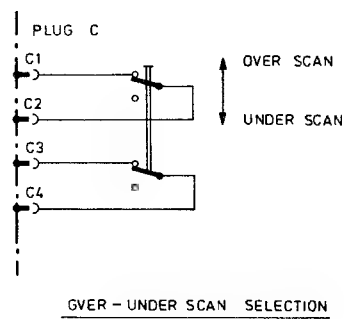 PLUG C
C1
OVER SCAN
C2
UNDER SCAN
C3
C4
GVER - UNDER SCAN SELECTION